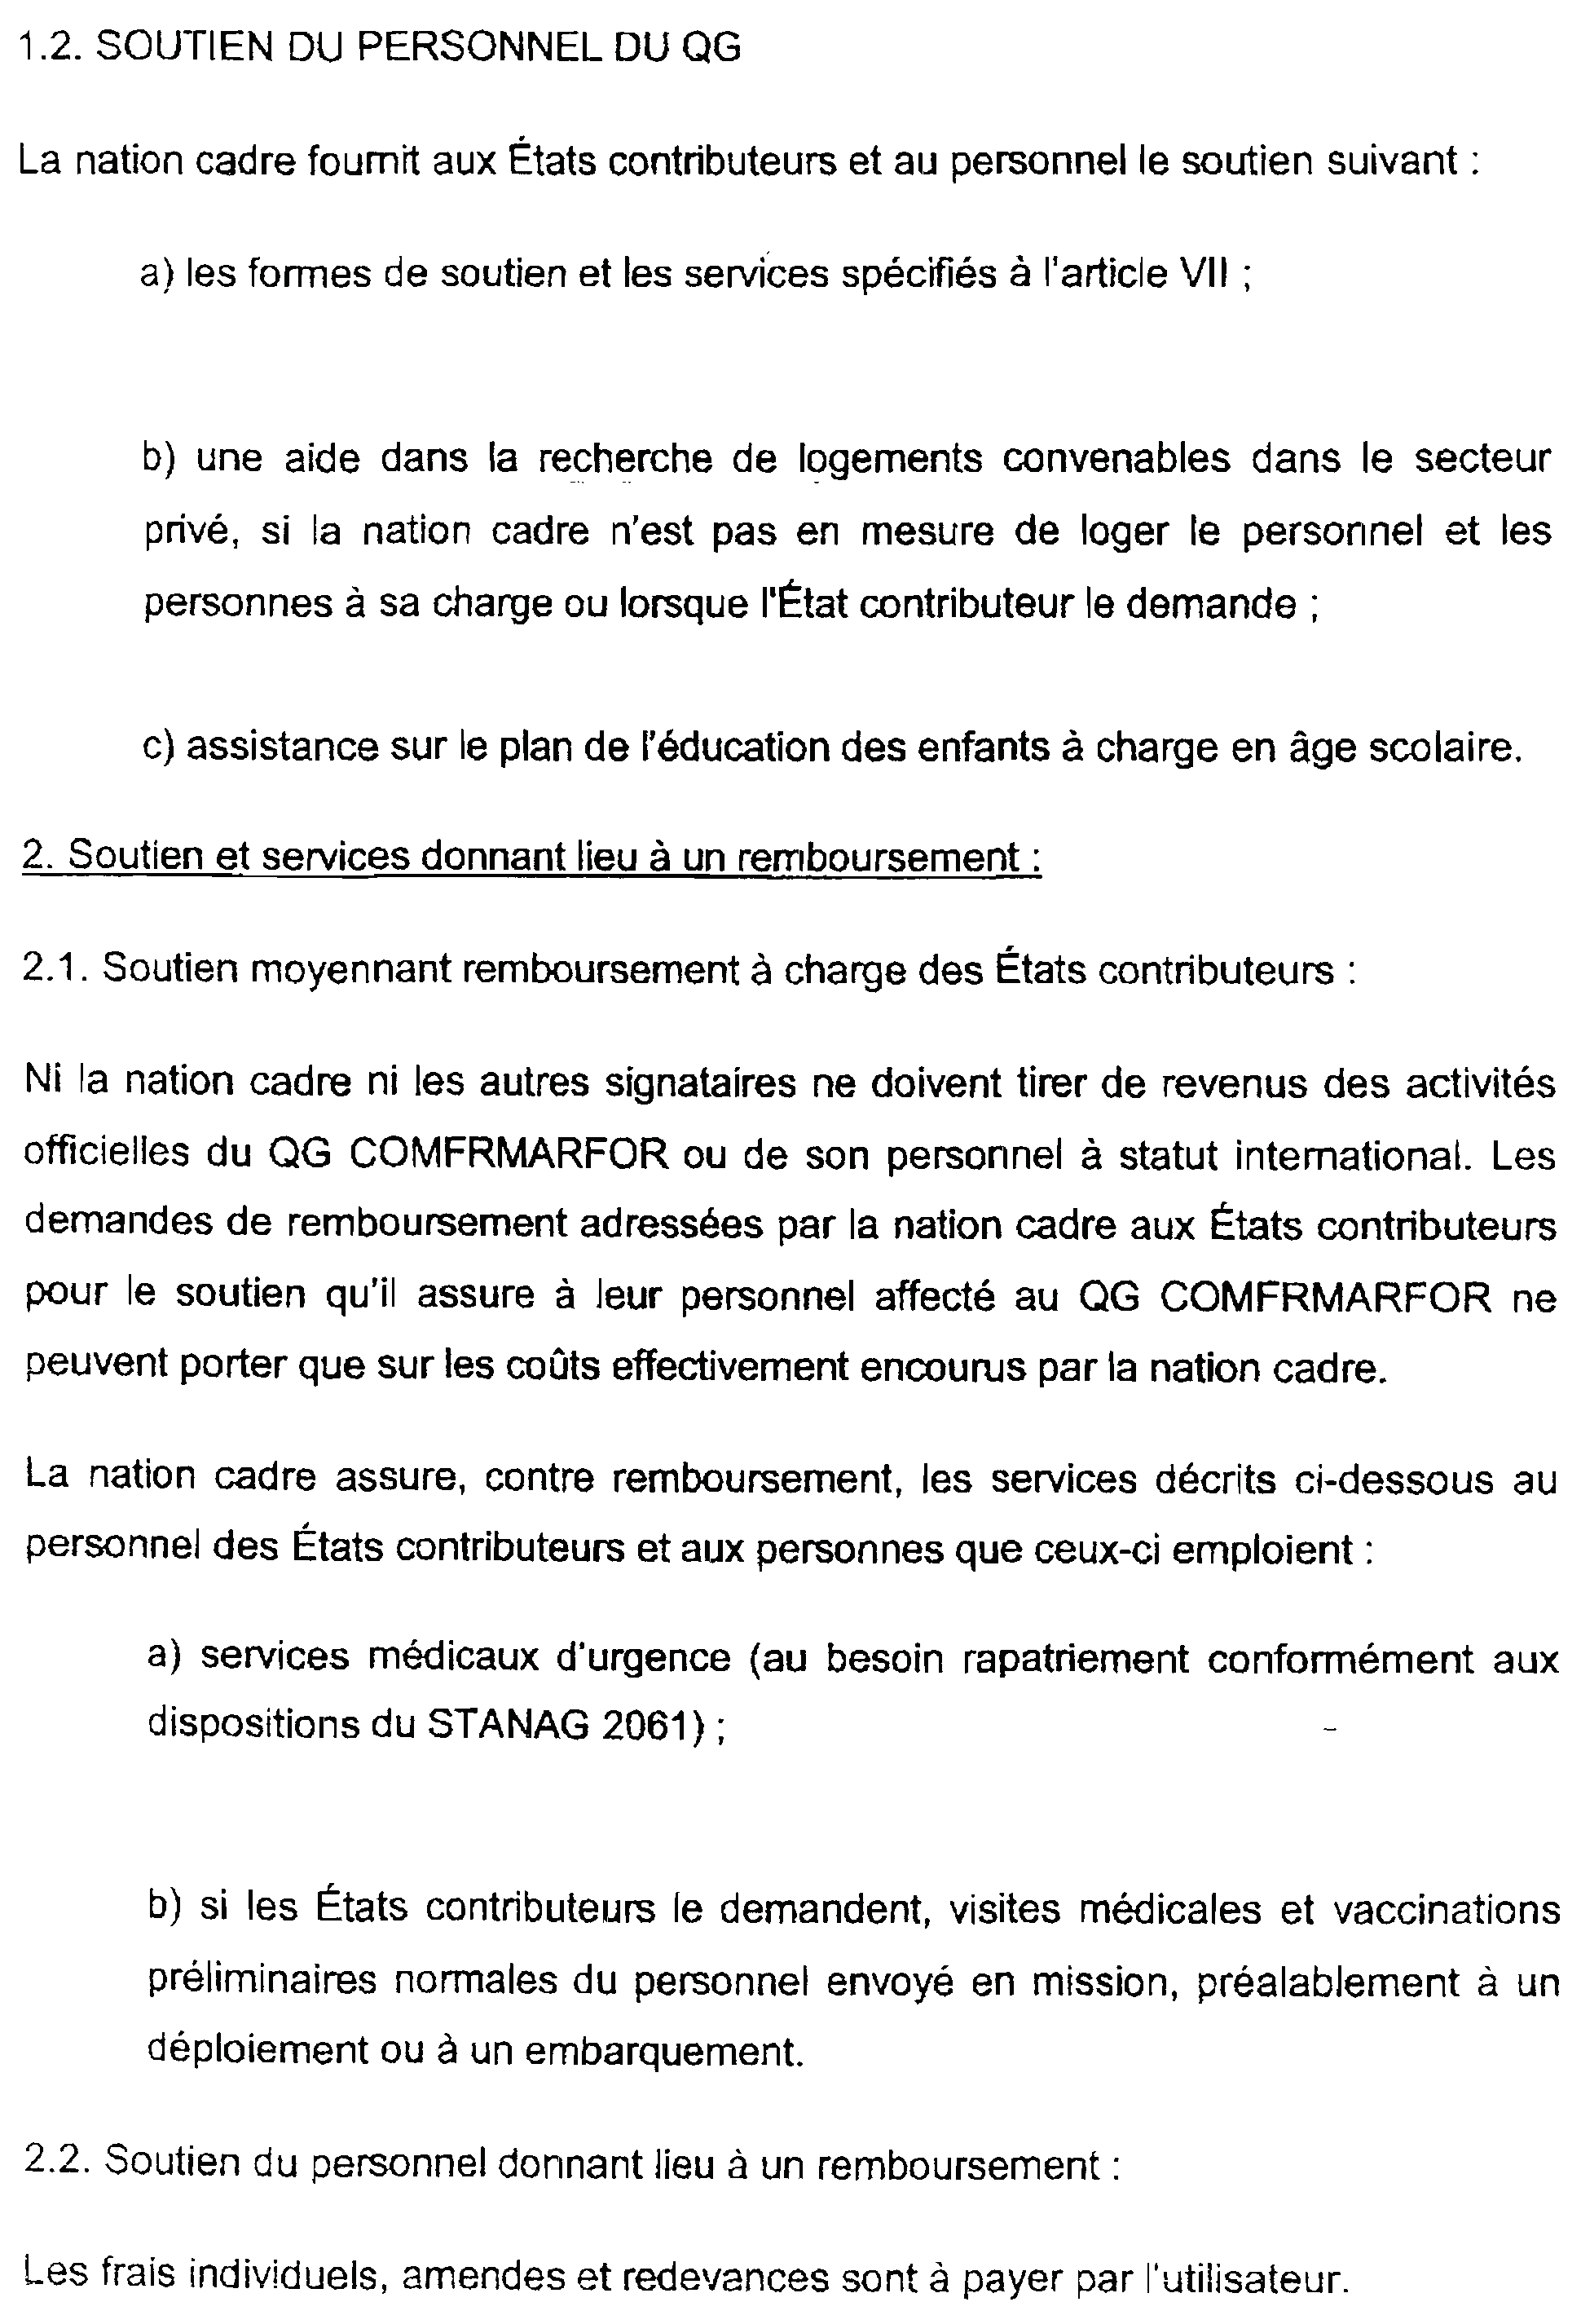 1.2. SOUTIEN DU PERSONNEL DU QG
La nation cadre fournit aux États contributeurs et au personnel le soutien suivant :
a) les formes de soutien et les services spécifiés à l'article VII ;
b) une aide dans la recherche de logements convenables dans le secteur
privé, si la nation cadre n'est pas en mesure de loger le personnel et les
personnes à sa charge ou lorsque l'État contributeur le demande ;
c) assistance sur le plan de l'éducation des enfants à charge en âge scolaire.
2. Soutien et services donnant lieu à un remboursement :
2.1. Soutien moyennant remboursement à charge des États contributeurs :
Ni la nation cadre ni les autres signataires ne doivent tirer de revenus des activités
officielles du QG COMFRMARFOR ou de son personnel à statut international. Les
demandes de remboursement adressées par la nation cadre aux États contributeurs
pour le soutien qu'il assure à leur personnel affecté au QG COMFRMARFOR ne
peuvent porter que sur les coûts effectivement encourus par la nation cadre.
La nation cadre assure, contre remboursement, les services décrits ci-dessous au
personnel des États contributeurs et aux personnes que ceux-ci emploient :
a) services médicaux d'urgence (au besoin rapatriement conformément aux
dispositions du STANAG 2061) ;
b) si les États contributeurs le demandent, visites médicales et vaccinations
préliminaires normales du personnel envoyé en mission, préalablement à un
déploiement ou à un embarquement.
2.2. Soutien du personnel donnant lieu à un remboursement :
Les frais individuels, amendes et redevances sont à payer par l'utilisateur.